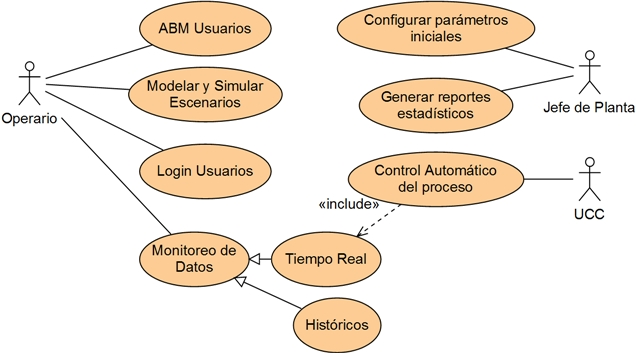 ABM Usuarios
Configurar parámetros
iniciales
Modelar y Simular
Escenarios
Operario
Generar reportes
estadísticos
Jefe de Planta
Login Usuarios
Control Automático
del proceso
«include»
UCC
Monitoreo de
Datos
Tiempo Real
Históricos